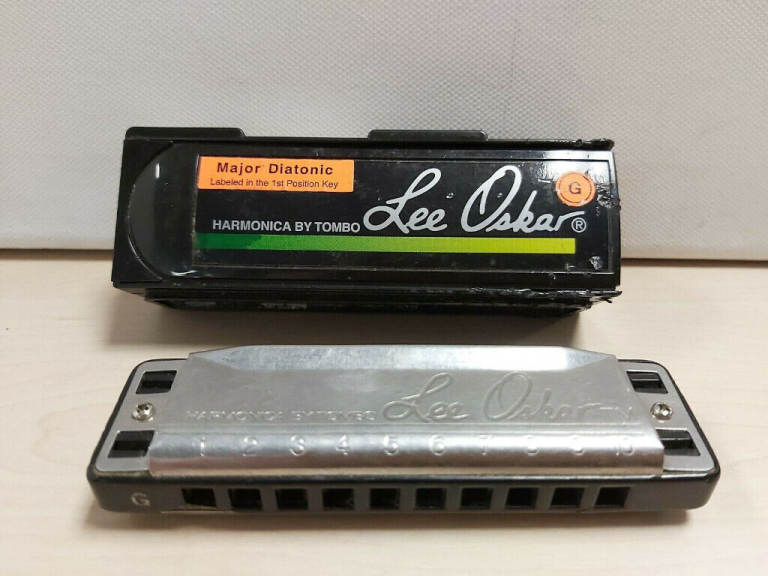 Major Diatonic
Labeled in the 1st Position Key
G
HARMONICA BY TOMBO Lee Oskar®
HARMONICA BY TOMBO Lee Oskar
1 2 3 4 5 6 7 8 9 10
G